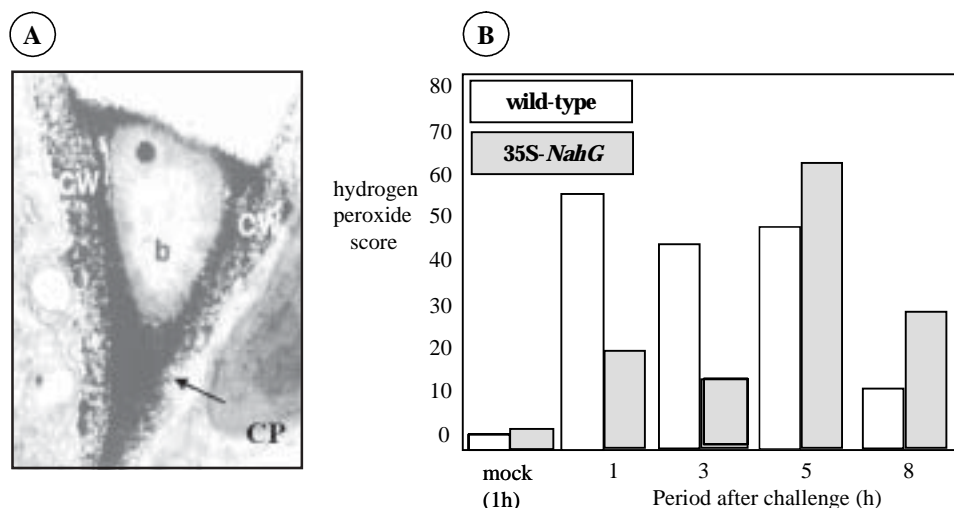 A
CW
CW
b
CP
B
wild-type
35S-NahG
hydrogen
peroxide
score
80
70
60
50
40
30
20
10
0
mock
(1h)
1
3
5
8
Period after challenge (h)